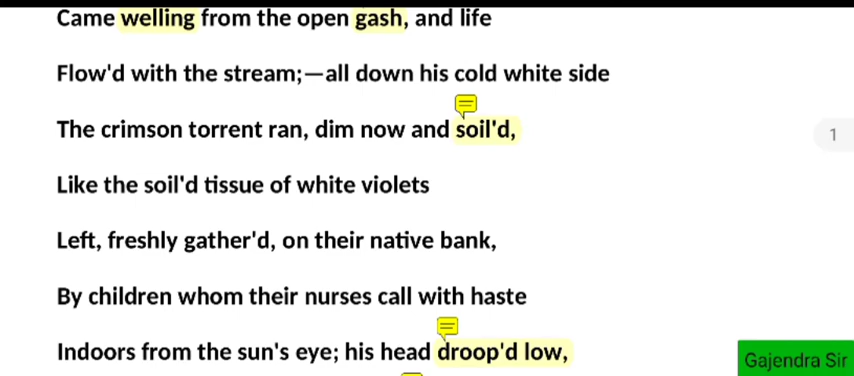 Came welling from the open gash, and life
Flow'd with the stream;—all down his cold white side
The crimson torrent ran, dim now and soil'd,
1
Like the soil'd tissue of white violets
Left, freshly gather'd, on their native bank,
By children whom their nurses call with haste
Indoors from the sun's eye; his head droop'd low,
Gajendra Sir